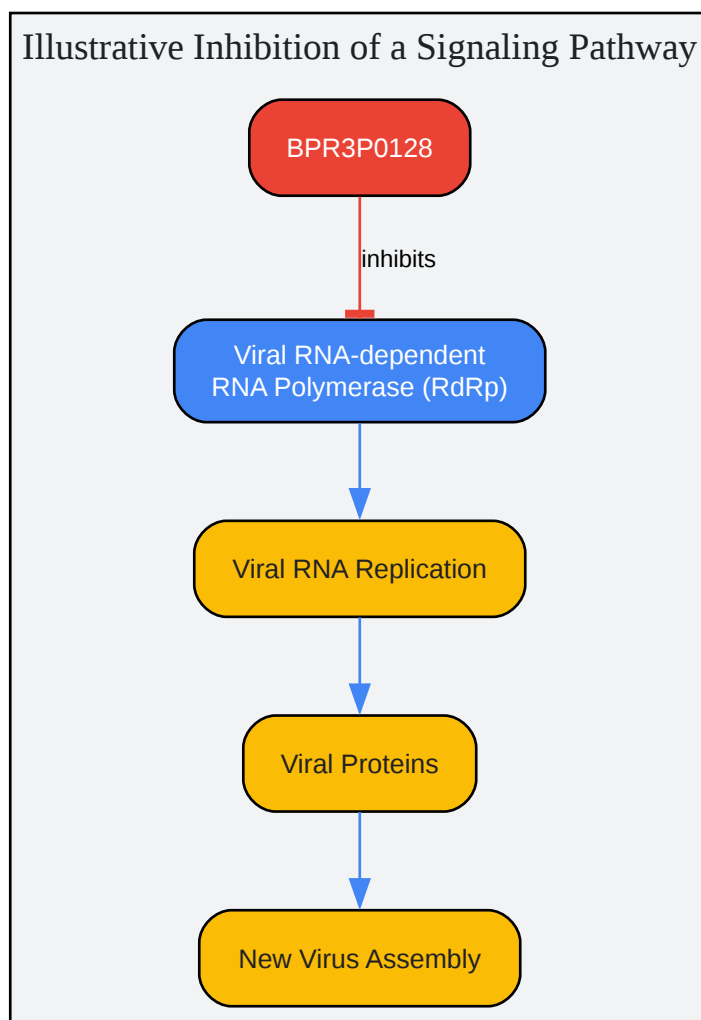 Illustrative Inhibition of a Signaling Pathway
BPR3P0128
inhibits
Viral RNA-dependent
RNA Polymerase (RdRp)
Viral RNA Replication
Viral Proteins
New Virus Assembly